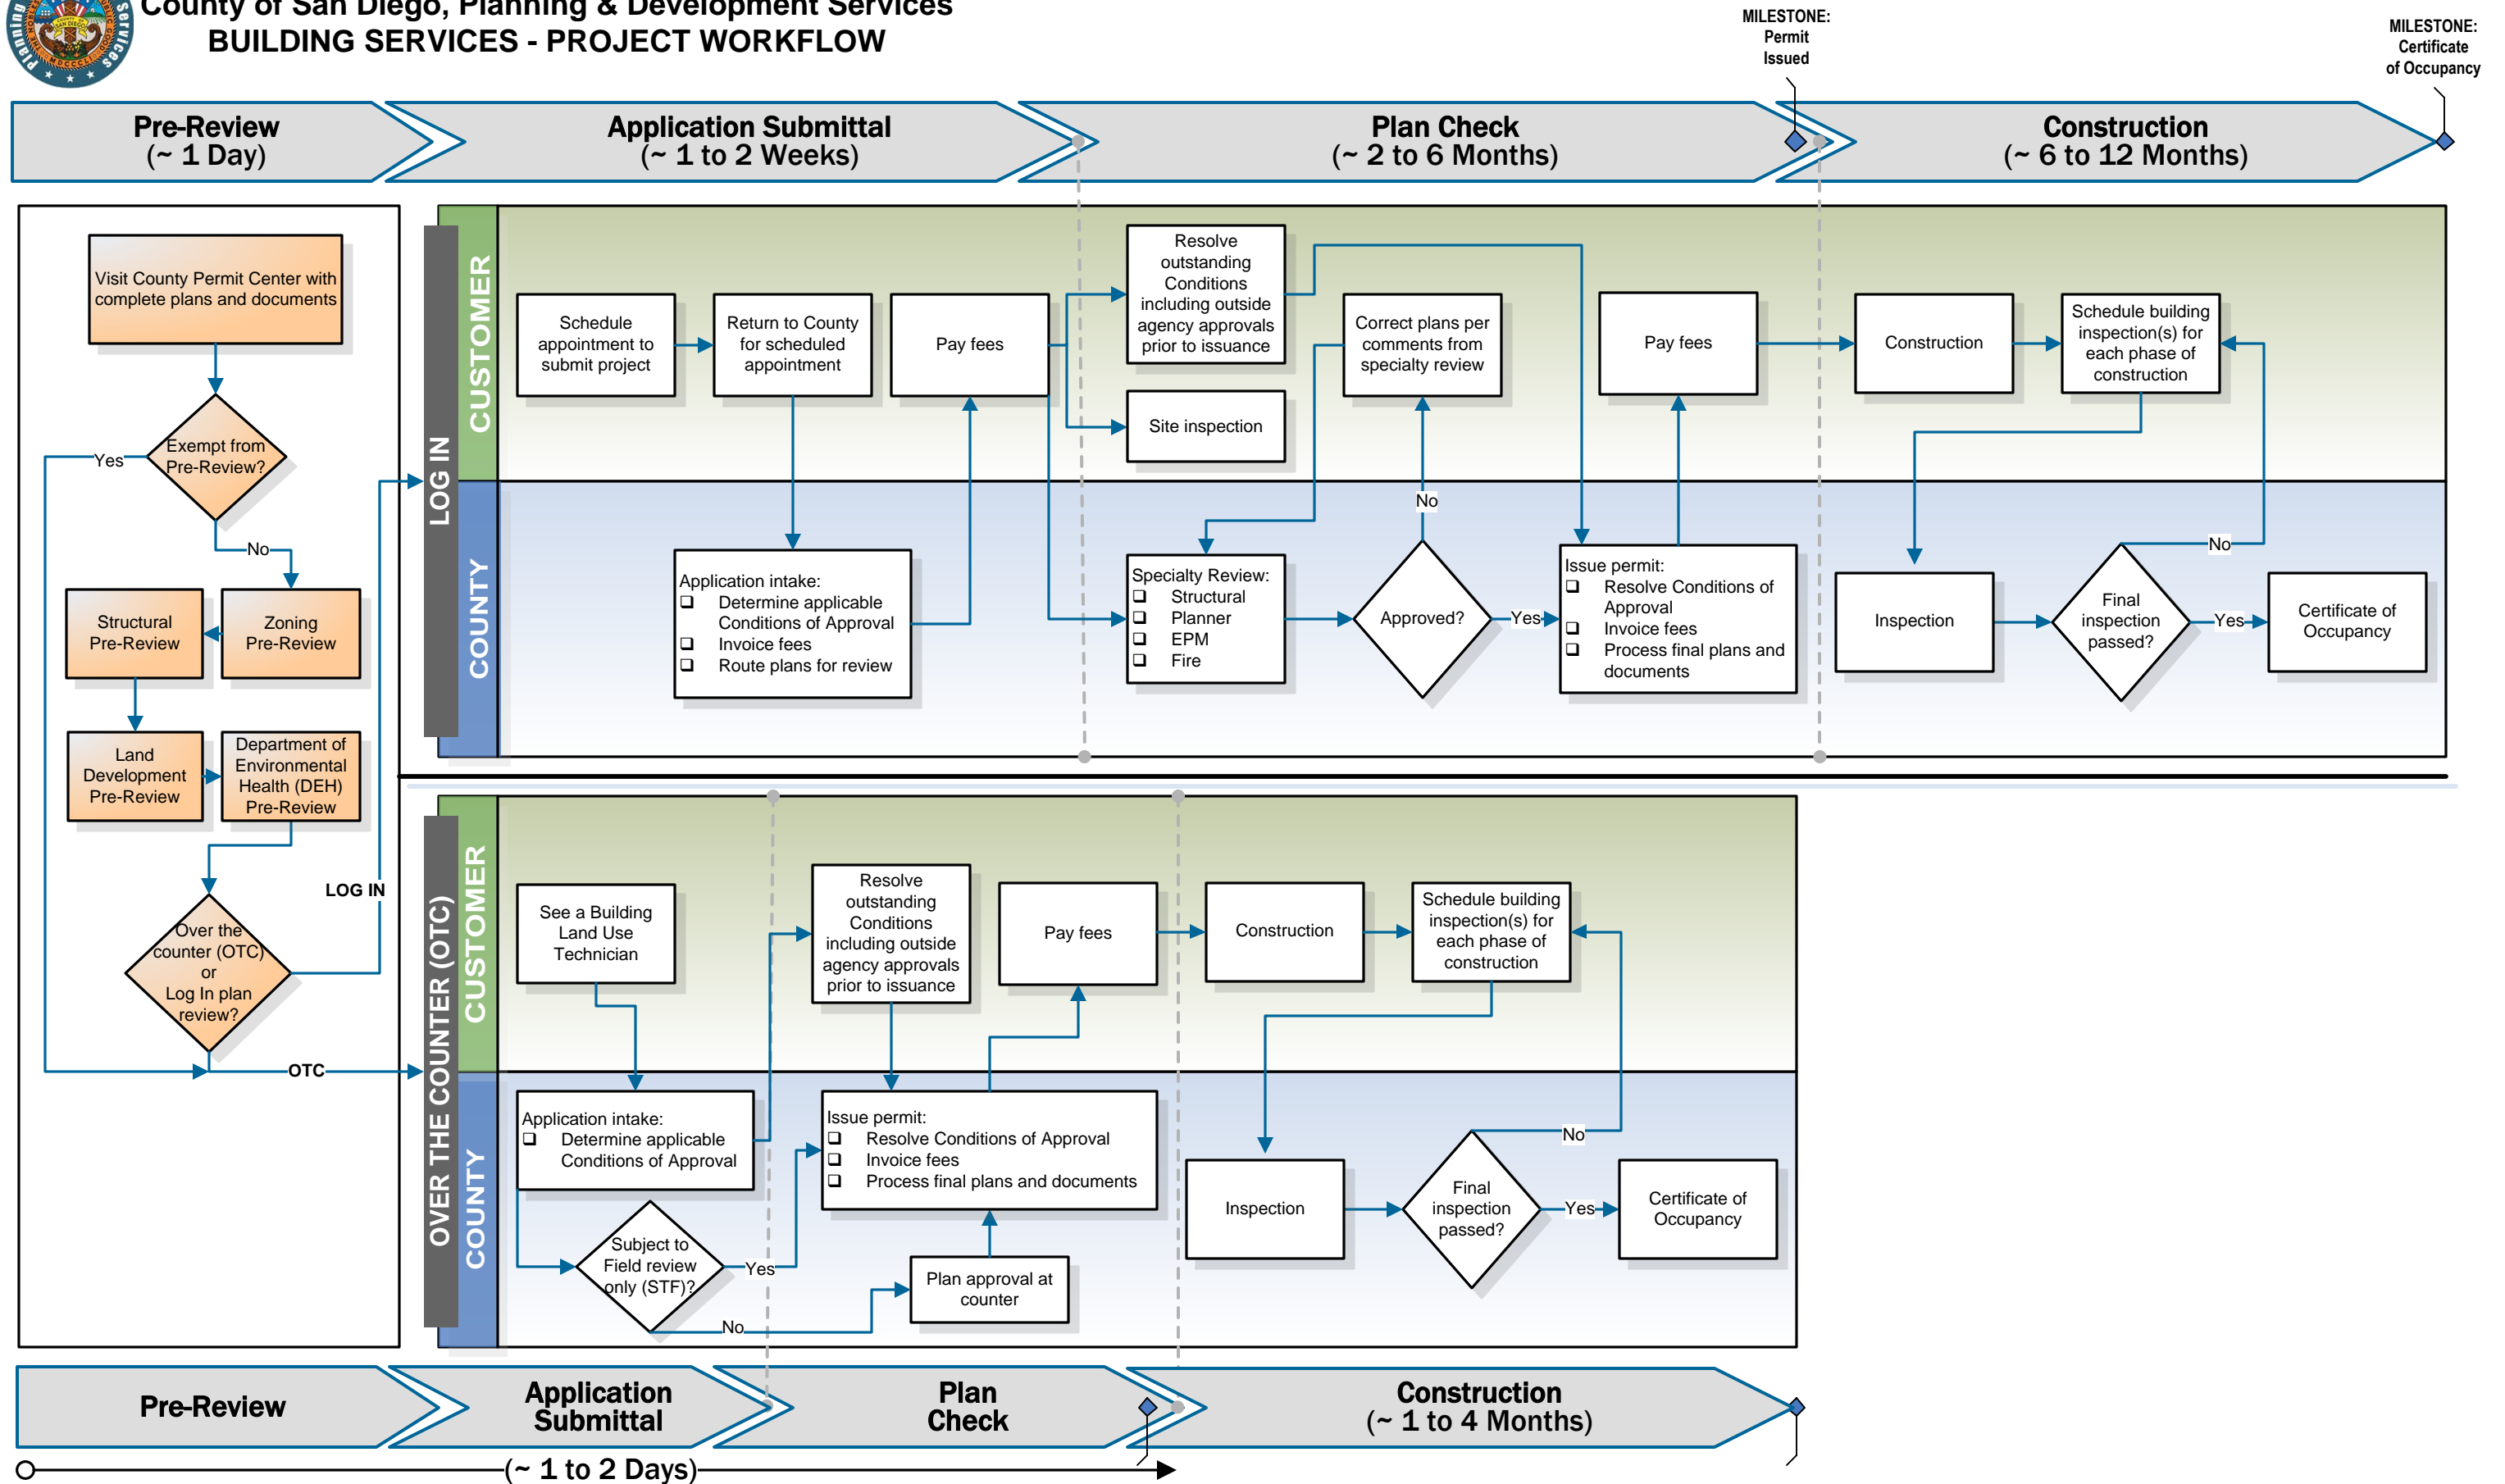 County of San Diego, Planning & Development Services
BUILDING SERVICES - PROJECT WORKFLOW
Planning
Services
COUNTY OF
SAN DIEGO
MDCCCLII
MILESTONE:
Permit
Issued
MILESTONE:
Certificate
of Occupancy
Pre-Review
(~ 1 Day)
Application Submittal
(~ 1 to 2 Weeks)
Plan Check
(~ 2 to 6 Months)
Construction
(~ 6 to 12 Months)
Visit County Permit Center with
complete plans and documents
Exempt from
Pre-Review?
Yes
No
Structural
Pre-Review
Zoning
Pre-Review
Land
Development
Pre-Review
Department of
Environmental
Health (DEH)
Pre-Review
LOG IN
Over the
counter (OTC)
or
Log In plan
review?
OTC
LOG IN
CUSTOMER
COUNTY
Schedule
appointment to
submit project
Return to County
for scheduled
appointment
Pay fees
Resolve
outstanding
Conditions
including outside
agency approvals
prior to issuance
Site inspection
Correct plans per
comments from
specialty review
Pay fees
Construction
Schedule building
inspection(s) for
each phase of
construction
Application intake:
❑ Determine applicable
Conditions of Approval
❑ Invoice fees
❑ Route plans for review
Specialty Review:
❑ Structural
❑ Planner
❑ EPM
❑ Fire
Approved?
No
Yes
Issue permit:
❑ Resolve Conditions of
Approval
❑ Invoice fees
❑ Process final plans and
documents
Inspection
Final
inspection
passed?
No
Yes
Certificate of
Occupancy
OVER THE COUNTER (OTC)
CUSTOMER
COUNTY
See a Building
Land Use
Technician
Resolve
outstanding
Conditions
including outside
agency approvals
prior to issuance
Pay fees
Construction
Schedule building
inspection(s) for
each phase of
construction
Application intake:
❑ Determine applicable
Conditions of Approval
Subject to
Field review
only (STF)?
Yes
No
Issue permit:
❑ Resolve Conditions of Approval
❑ Invoice fees
❑ Process final plans and documents
Plan approval at
counter
Inspection
Final
inspection
passed?
No
Yes
Certificate of
Occupancy
Pre-Review
Application
Submittal
Plan
Check
Construction
(~ 1 to 4 Months)
(~ 1 to 2 Days)